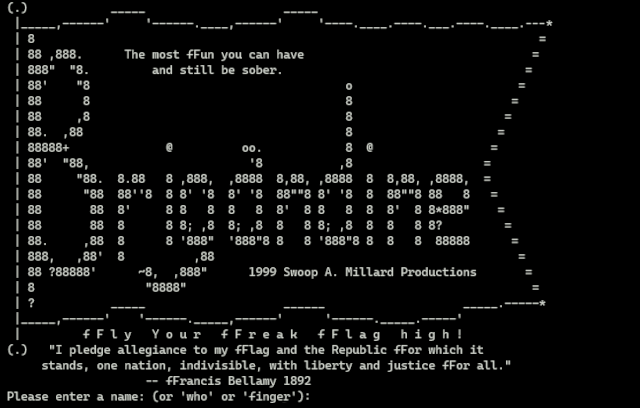 The most fFun you can have
and still be sober.
Brigandine
1999 Swoop A. Millard Productions
fFly Your fFreak fFlag high!
"I pledge allegiance to my fFlag and the Republic fFor which it
stands, one nation, indivisible, with liberty and justice fFor all."
-- fFrancis Bellamy 1892
Please enter a name: (or 'who' or 'finger'):